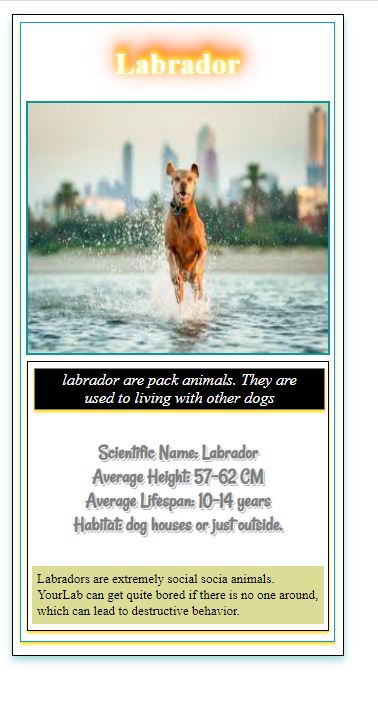 Labrador
labrador are pack animals. They are
used to living with other dogs
Scientific Name: Labrador
Average Height: 57-62 CM
Average Lifespan: 10-14 years
Habitat: dog houses or just outside.
Labradors are extremely social socia animals.
YourLab can get quite bored if there is no one around,
which can lead to destructive behavior.